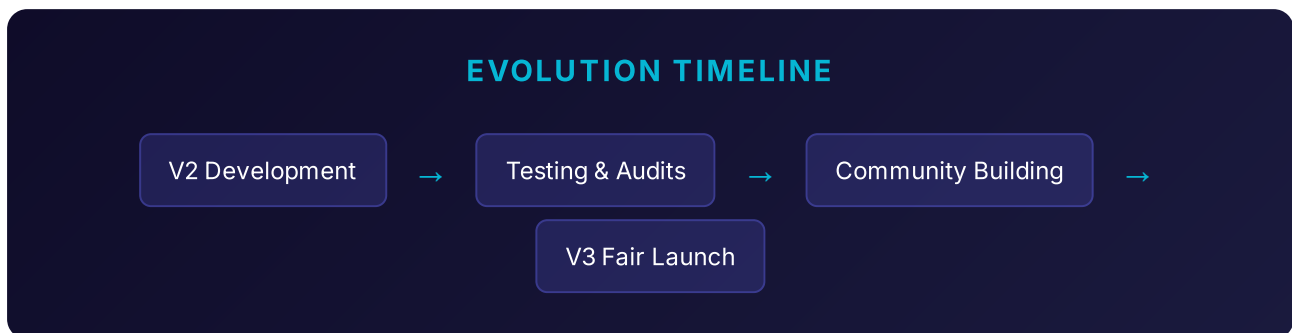 EVOLUTION TIMELINE
V2 Development → Testing & Audits → Community Building →
V3 Fair Launch